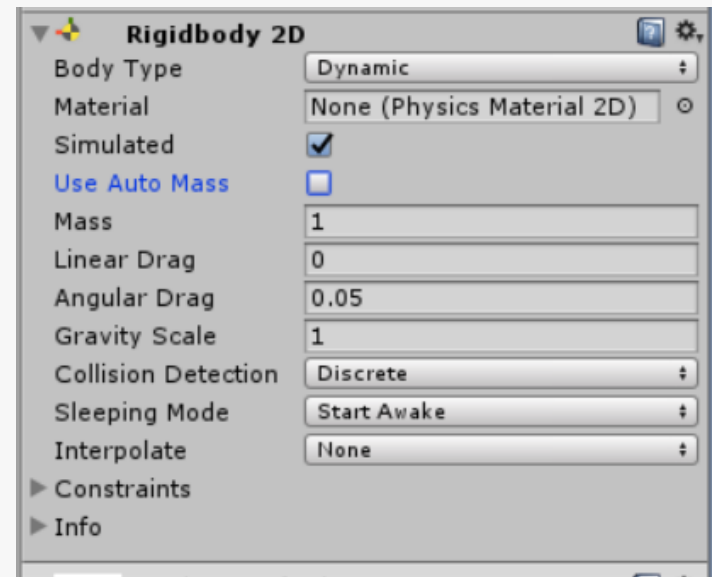 Rigidbody 2D
Body Type Dynamic
Material None (Physics Material 2D)
Simulated
Use Auto Mass
Mass 1
Linear Drag 0
Angular Drag 0.05
Gravity Scale 1
Collision Detection Discrete
Sleeping Mode Start Awake
Interpolate None
Constraints
Info